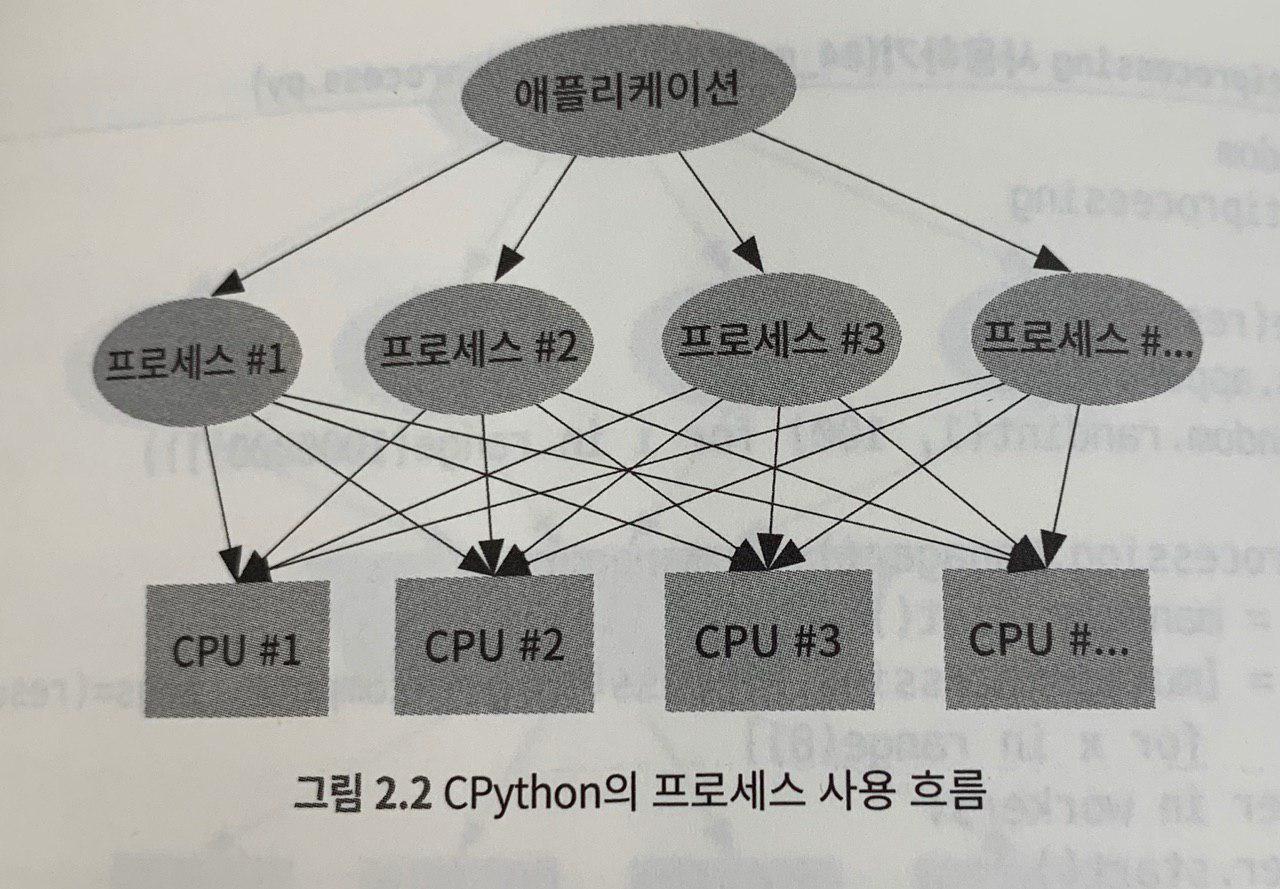 애플리케이션
프로세스 #1
프로세스 #2
프로세스 #3
프로세스 #...
CPU #1
CPU #2
CPU #3
CPU #...
그림 2.2 CPython의 프로세스 사용 흐름